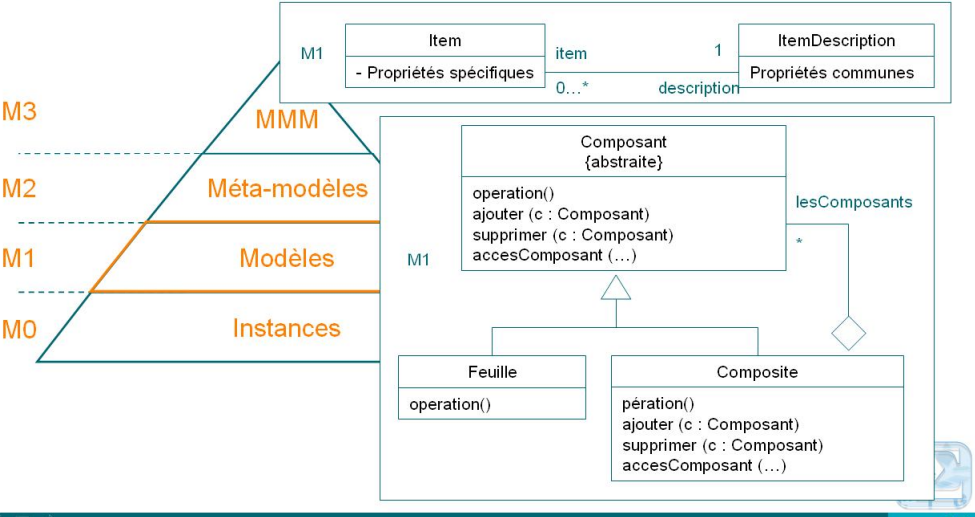 M1
Item
- Propriétés spécifiques
item
0...*
1
description
ItemDescription
Propriétés communes
M3
MMM
M2
Méta-modèles
M1
Modèles
M0
Instances
M1
Composant
{abstraite}
operation()
ajouter (c : Composant)
supprimer (c : Composant)
accesComposant (...)
lesComposants
*
Feuille
operation()
Composite
pération()
ajouter (c : Composant)
supprimer (c : Composant)
accesComposant (...)
Σ